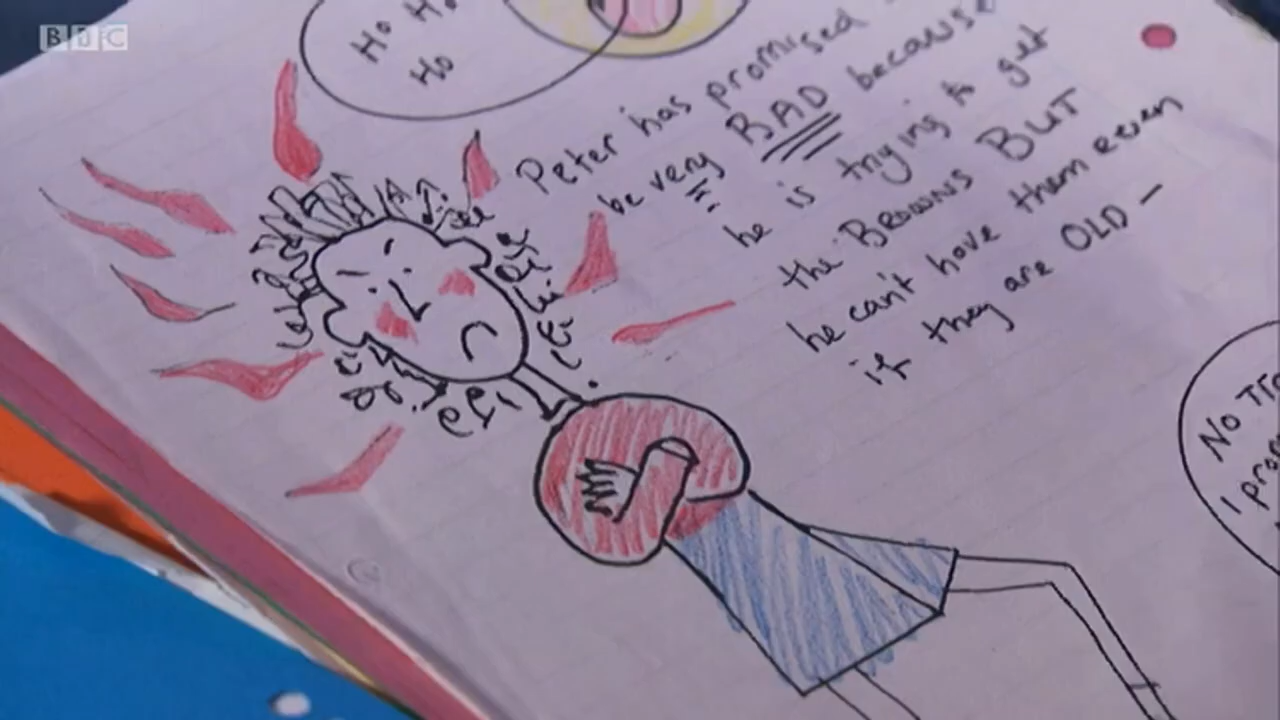 BBC
Ho Ho
Ho
Peter has promised
be very BAD because
he is trying to get
the BROWNS BUT
he can't have them even
if they are OLD -
No